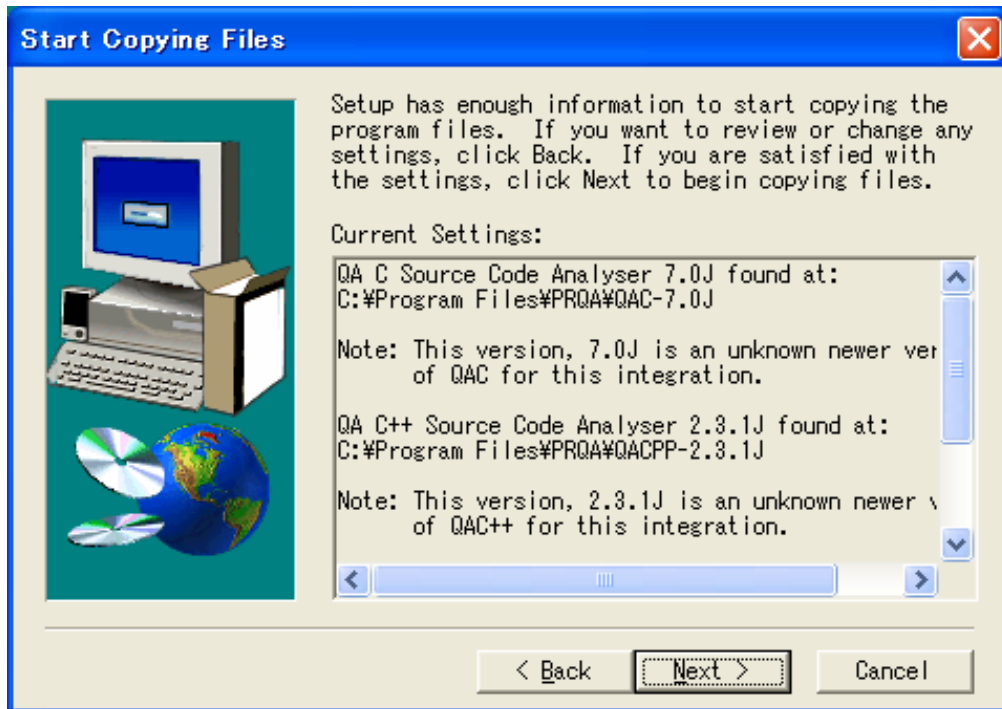 Start Copying Files
Setup has enough information to start copying the
program files.  If you want to review or change any
settings, click Back.  If you are satisfied with
the settings, click Next to begin copying files.
Current Settings:
QA C Source Code Analyser 7.0J found at:
C:¥Program Files¥PRQA¥QAC-7.0J
Note: This version, 7.0J is an unknown newer ver
of QAC for this integration.
QA C++ Source Code Analyser 2.3.1J found at:
C:¥Program Files¥PRQA¥QACPP-2.3.1J
Note: This version, 2.3.1J is an unknown newer
of QAC++ for this integration.
< Back
Next >
Cancel